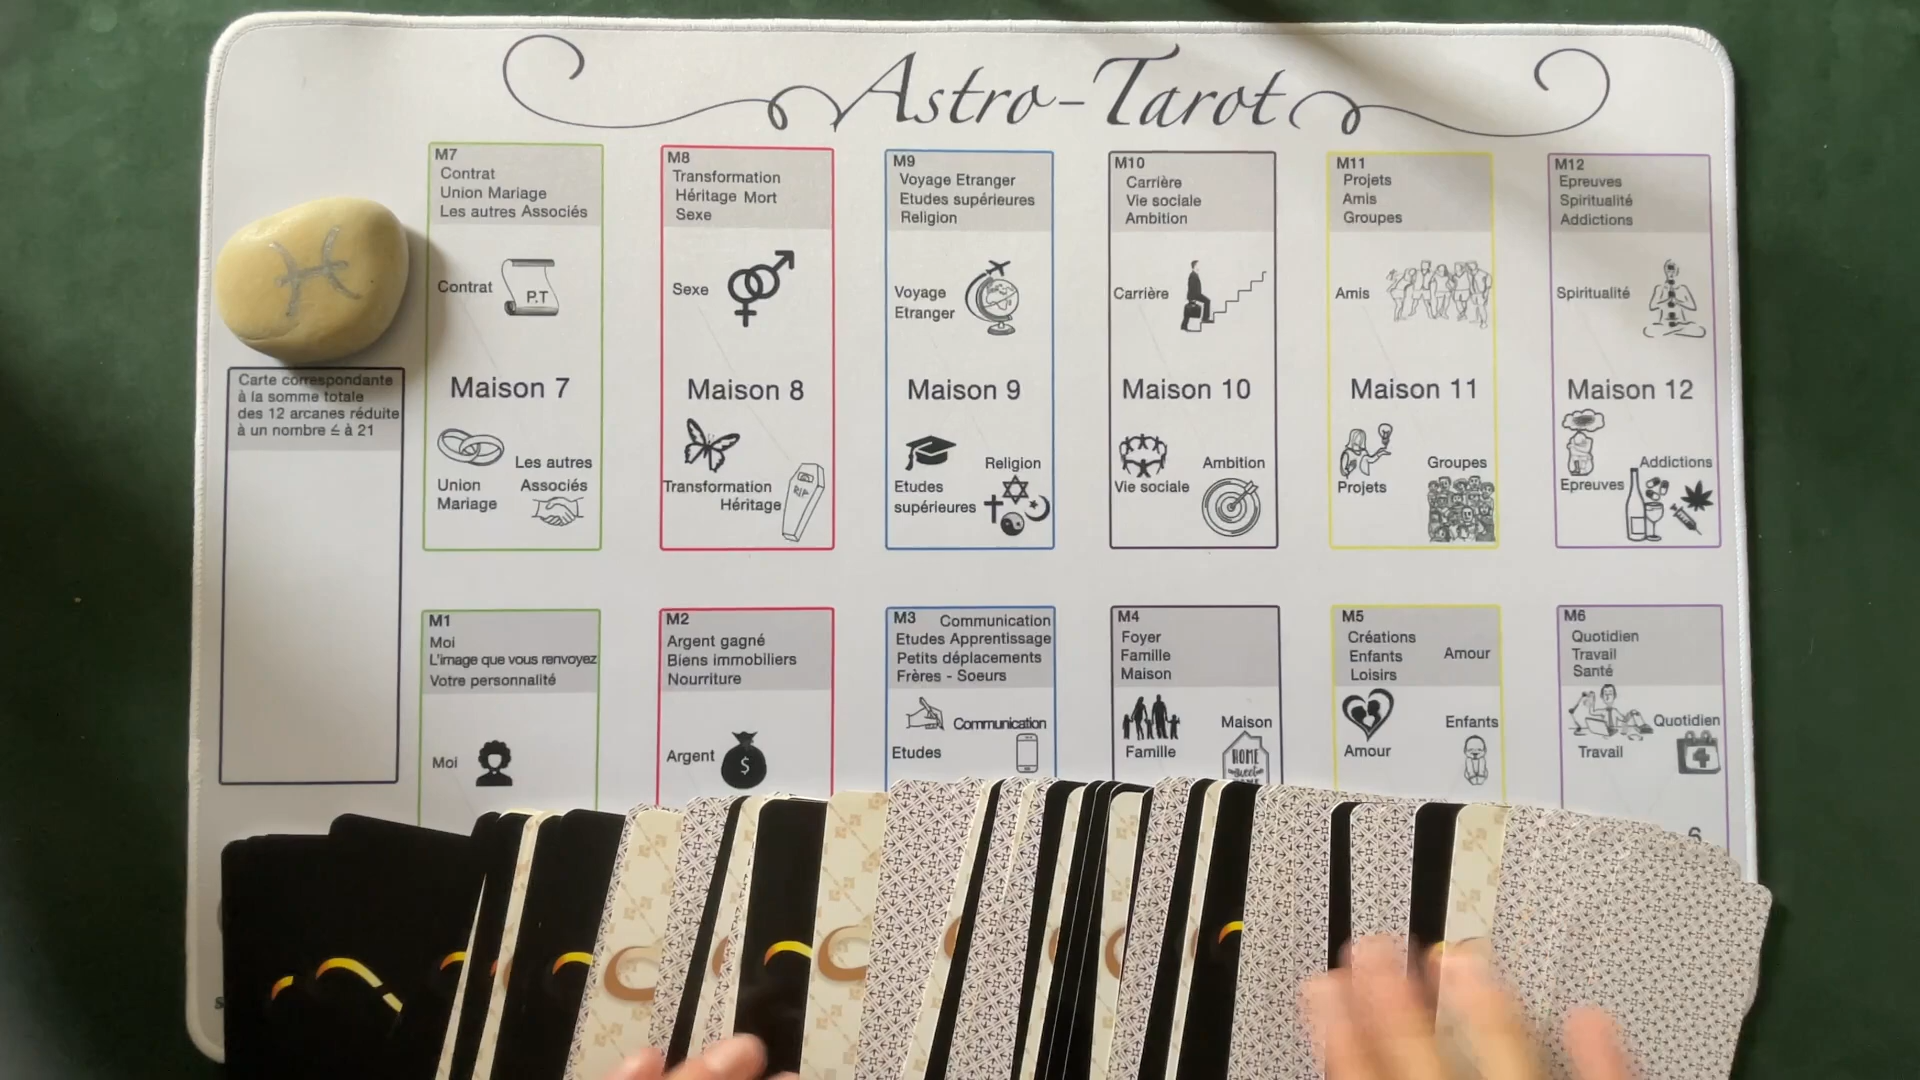 Astro-Tarot
M7
Contrat
Union Mariage
Les autres Associés
Contrat
P.T
Maison 7
Les autres
Union
Associés
Mariage
M8
Transformation
Héritage Mort
Sexe
Sexe
Maison 8
RIP
Transformation
Héritage
M9
Voyage Etranger
Etudes supérieures
Religion
Voyage
Etranger
Maison 9
Religion
Etudes
supérieures
M10
Carrière
Vie sociale
Ambition
Carrière
Maison 10
Ambition
Vie sociale
M11
Projets
Amis
Groupes
Amis
Maison 11
Groupes
Projets
M12
Epreuves
Spiritualité
Addictions
Spiritualité
Maison 12
Addictions
Epreuves
Carte correspondante
à la somme totale
des 12 arcanes réduite
à un nombre ≤ à 21
M1
Moi
L'image que vous renvoyez
Votre personnalité
Moi
M2
Argent gagné
Biens immobiliers
Nourriture
Argent
$
M3 Communication
Etudes Apprentissage
Petits déplacements
Frères - Soeurs
Communication
Etudes
M4
Foyer
Famille
Maison
Maison
Famille
HOME
sweet
M5
Créations
Enfants Amour
Loisirs
Enfants
Amour
M6
Quotidien
Travail
Santé
Quotidien
Travail